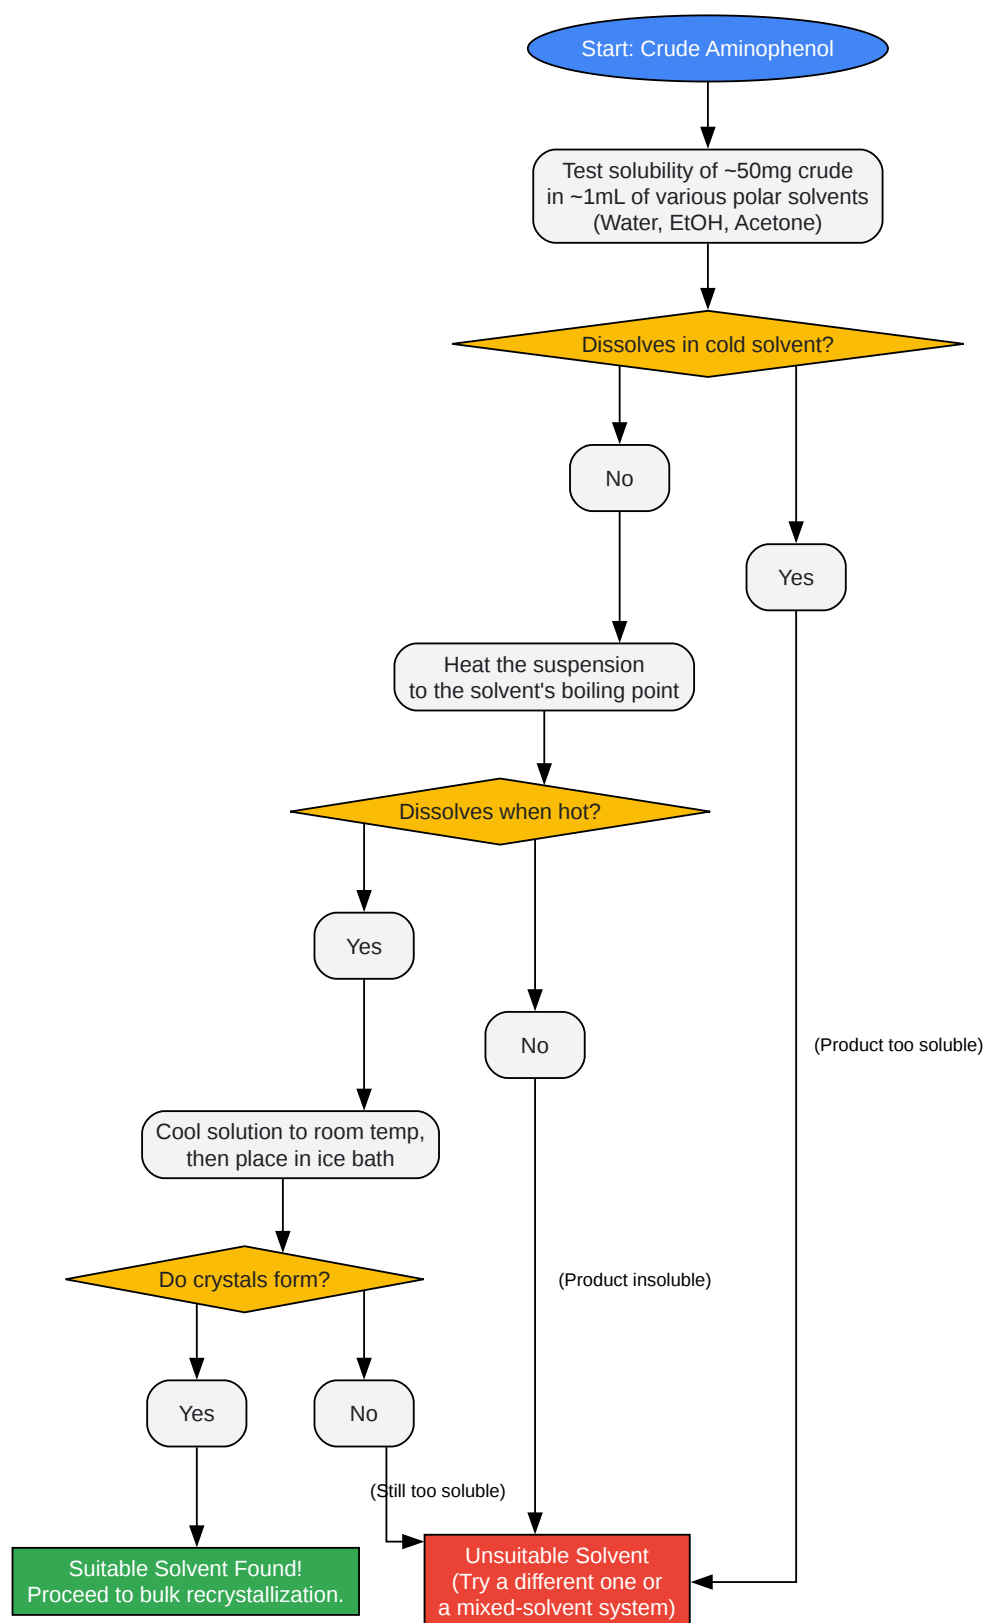 Start: Crude Aminophenol
Test solubility of ~50mg crude
in ~1mL of various polar solvents
(Water, EtOH, Acetone)
Dissolves in cold solvent?
No
Yes
Heat the suspension
to the solvent's boiling point
Dissolves when hot?
Yes
No
(Product too soluble)
Cool solution to room temp,
then place in ice bath
Do crystals form?
(Product insoluble)
Yes
No
(Still too soluble)
Suitable Solvent Found!
Proceed to bulk recrystallization.
Unsuitable Solvent
(Try a different one or
a mixed-solvent system)